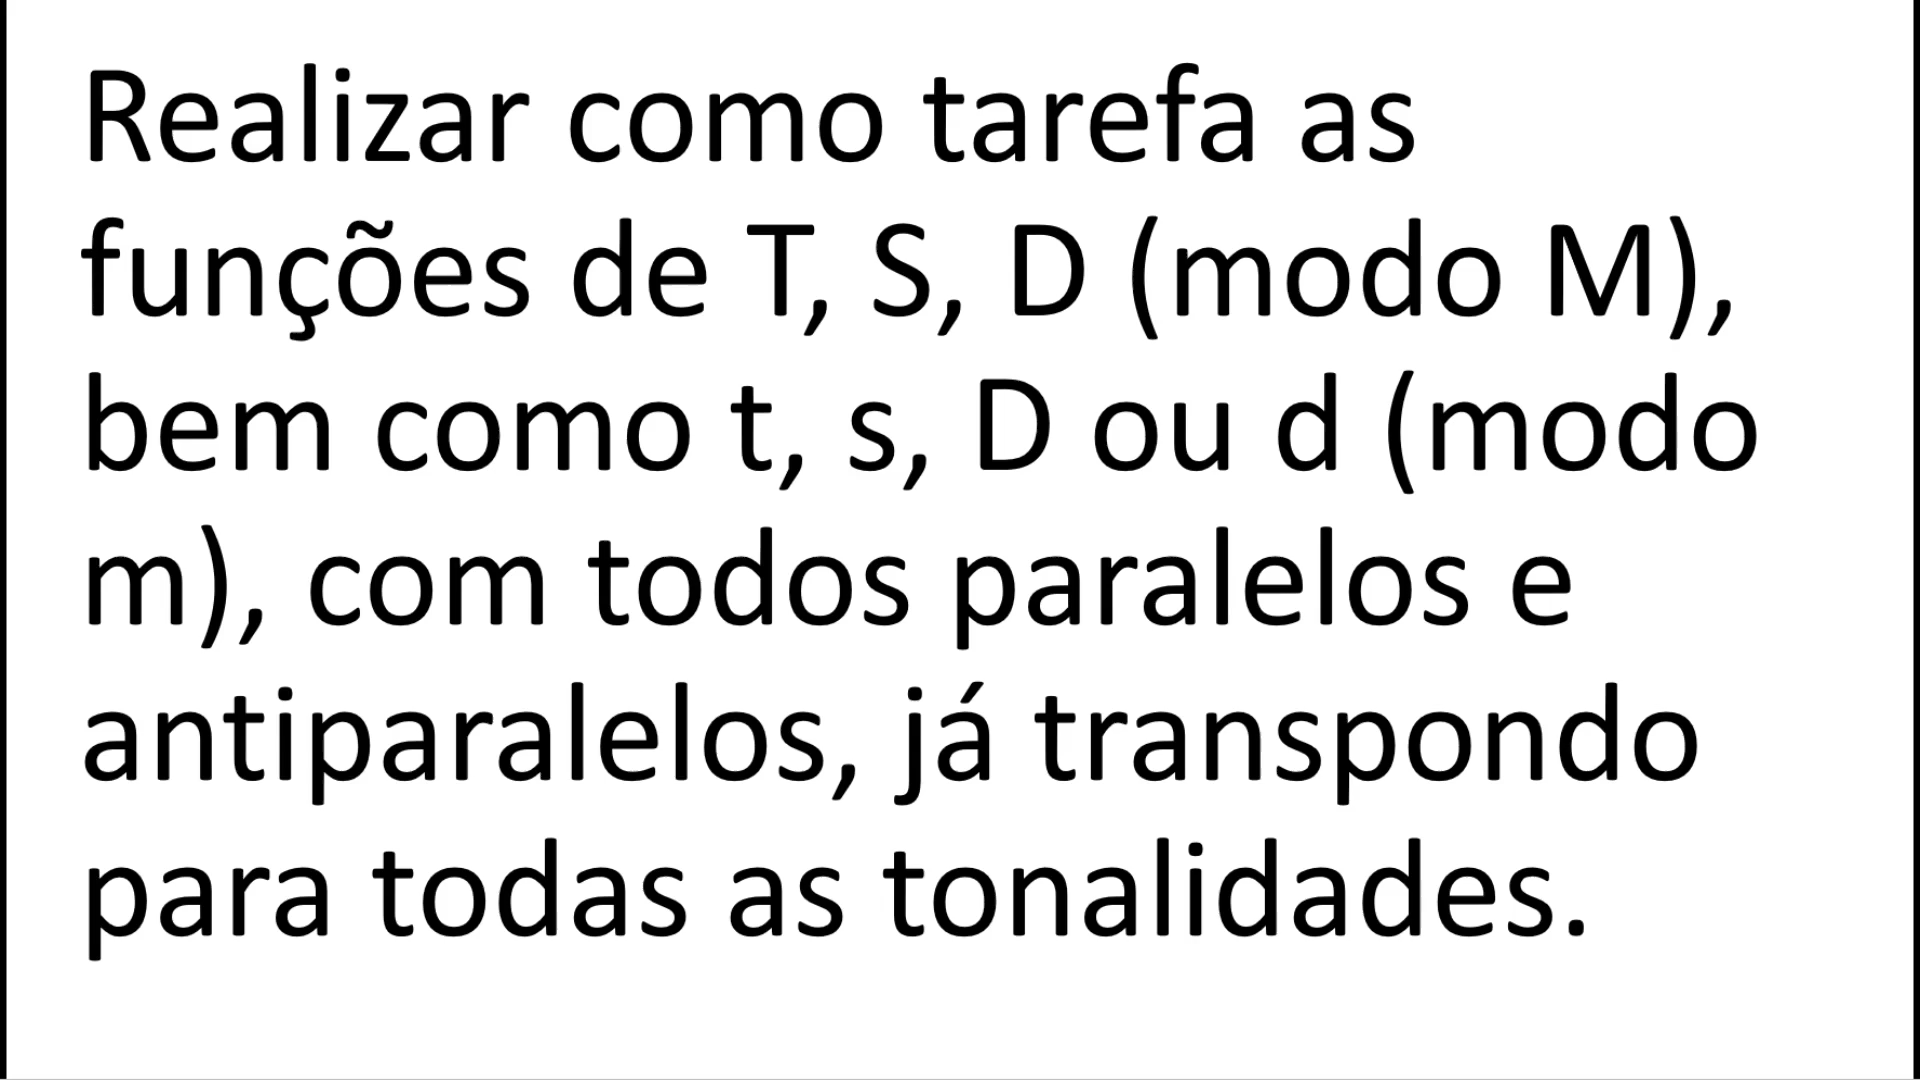 Realizar como tarefa as
funções de T, S, D (modo M),
bem como t, s, D ou d (modo
m), com todos paralelos e
antiparalelos, já transpondo
para todas as tonalidades.